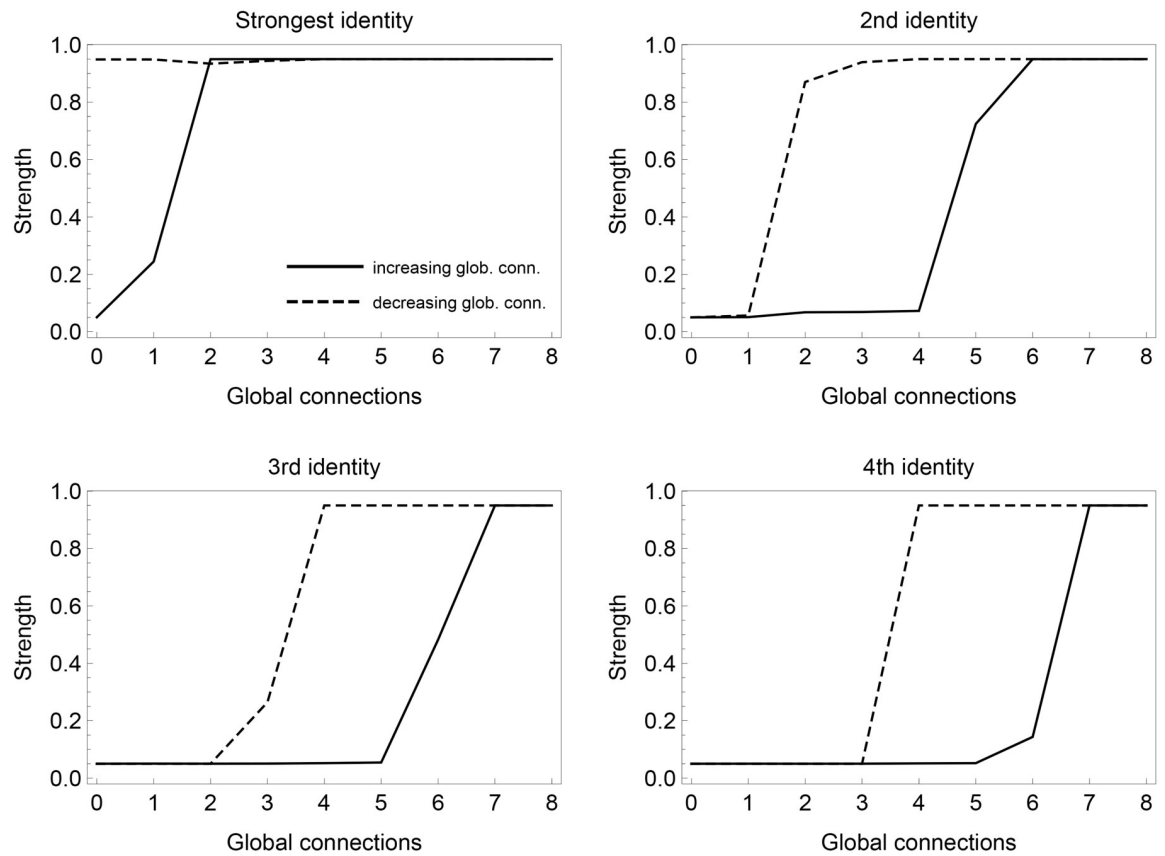 Strongest identity
1.0
0.8
0.6
0.4
0.2
0.0
Strength
increasing glob. conn.
decreasing glob. conn.
0 1 2 3 4 5 6 7 8
Global connections
2nd identity
1.0
0.8
0.6
0.4
0.2
0.0
Strength
0 1 2 3 4 5 6 7 8
Global connections
3rd identity
1.0
0.8
0.6
0.4
0.2
0.0
Strength
0 1 2 3 4 5 6 7 8
Global connections
4th identity
1.0
0.8
0.6
0.4
0.2
0.0
Strength
0 1 2 3 4 5 6 7 8
Global connections